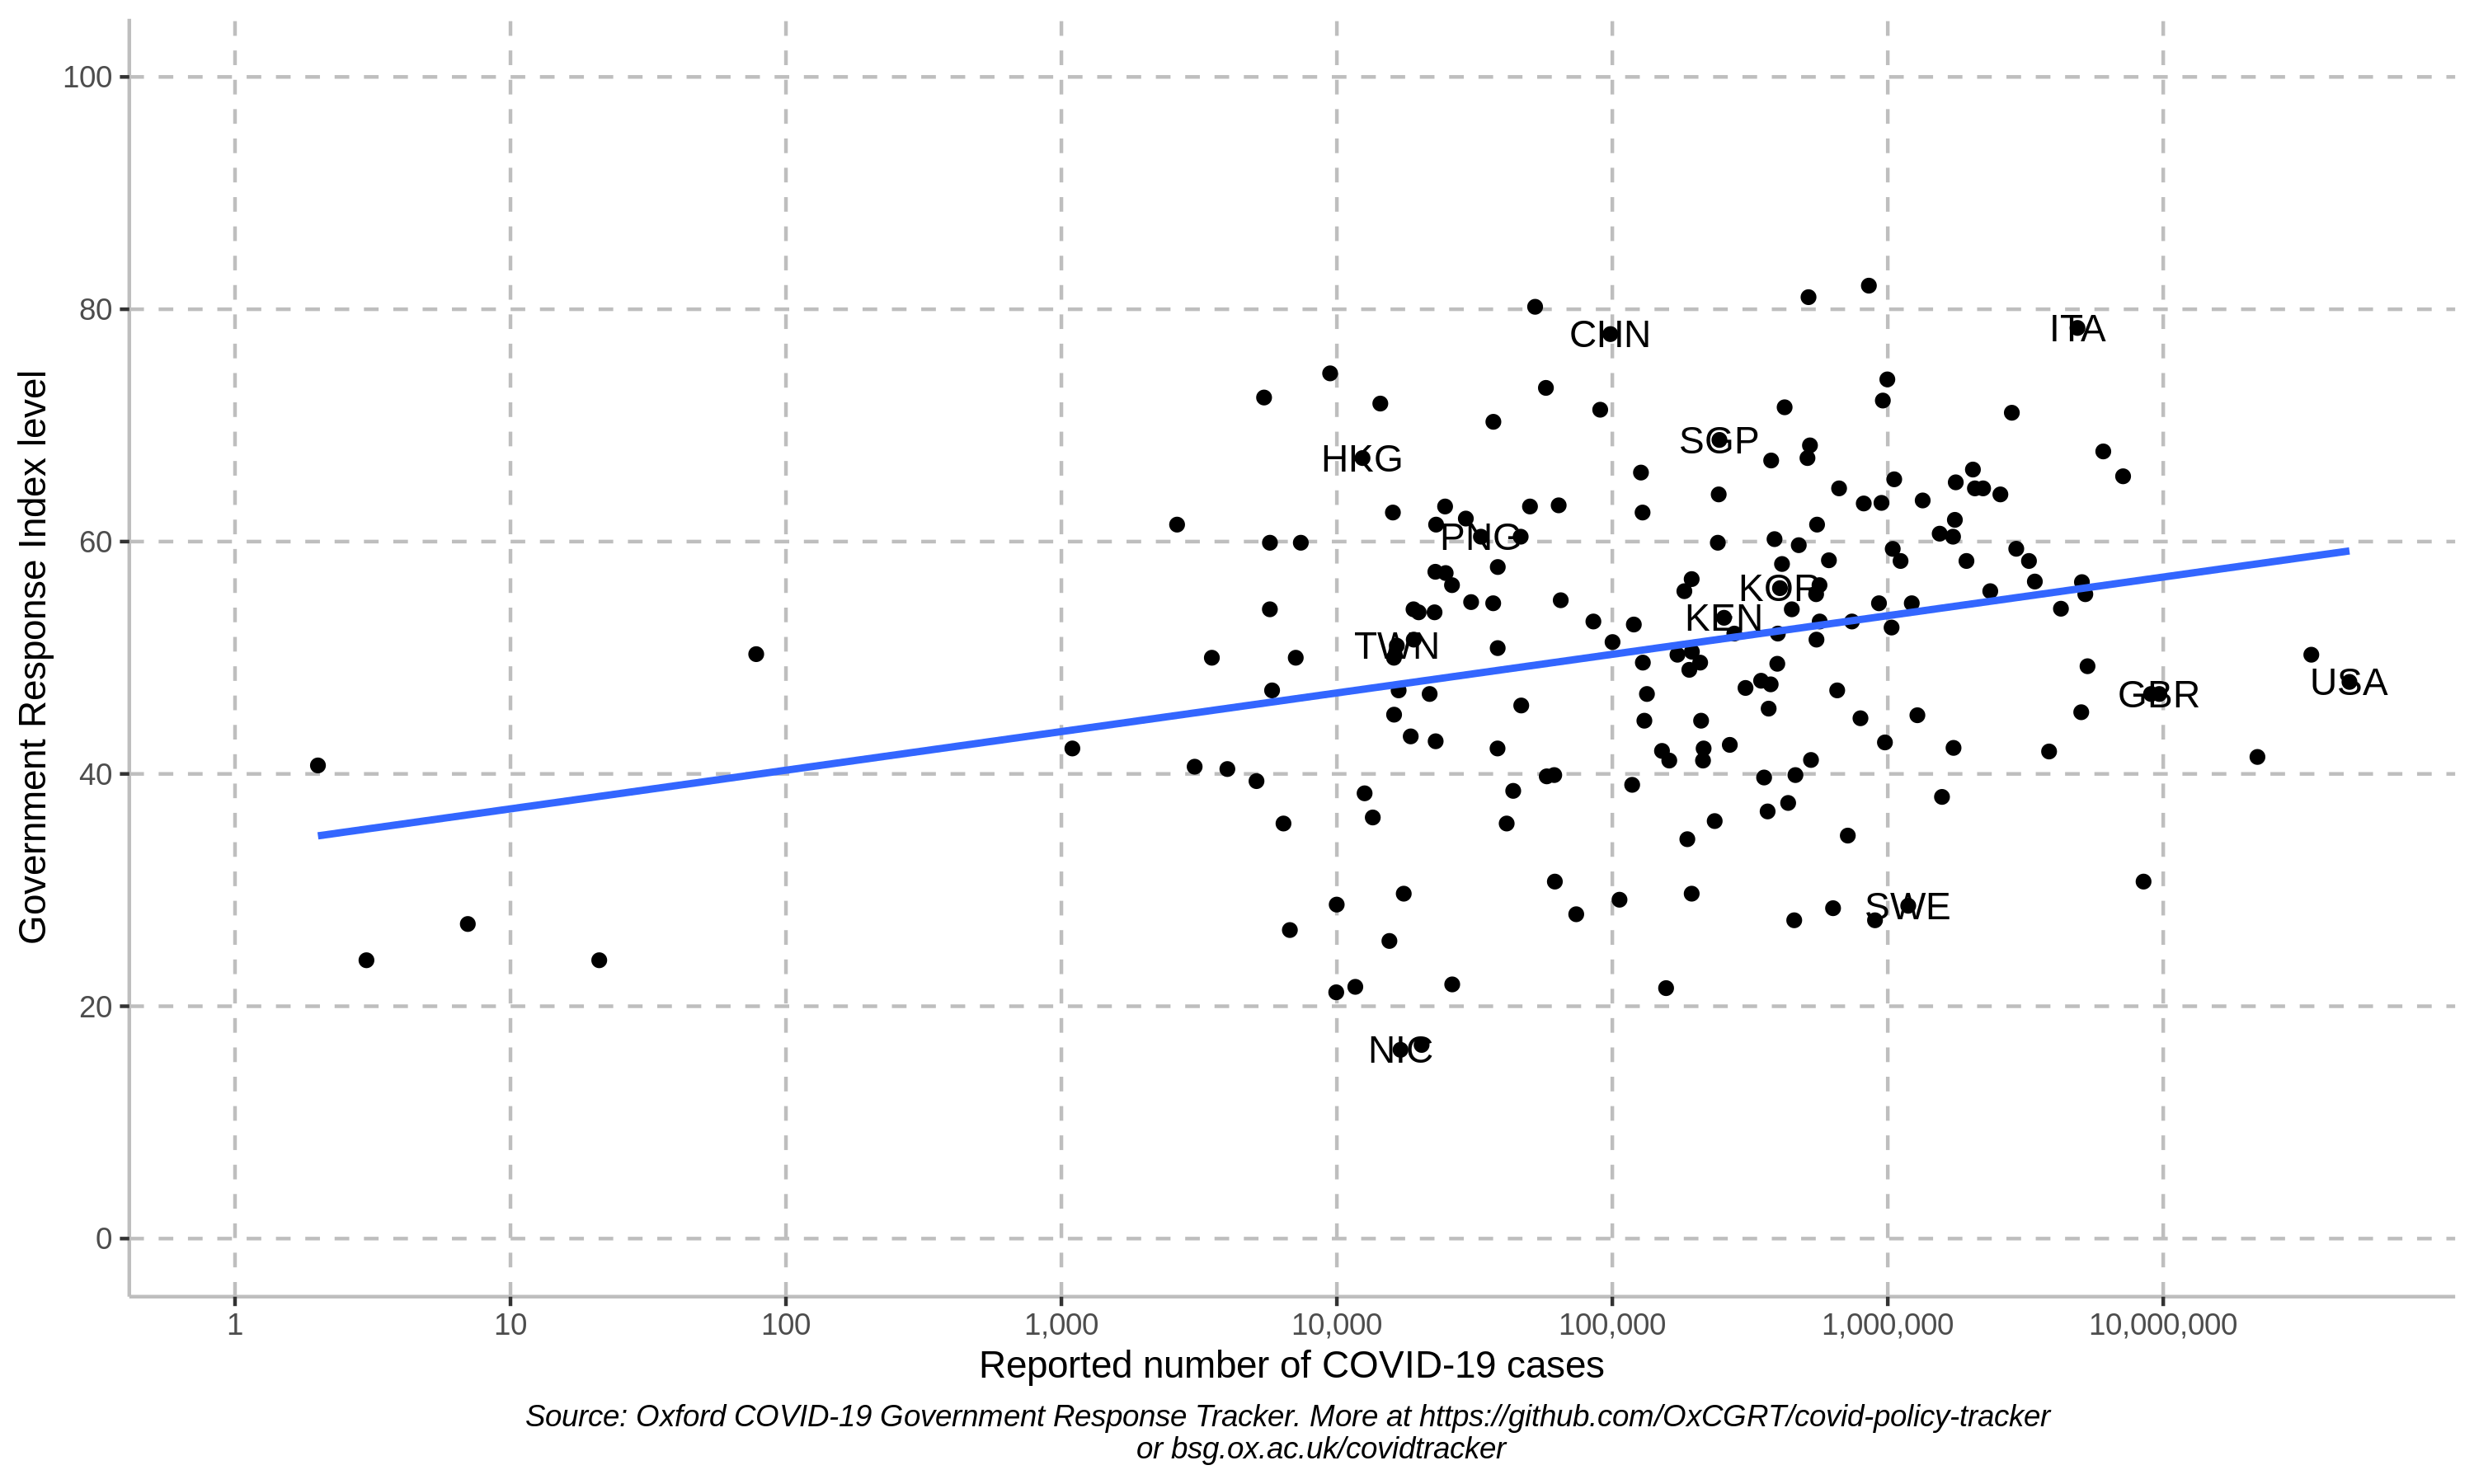 Government Response Index level
100
80
60
40
20
0
CHN
ITA
SGP
HKG
PNG
KOR
KEN
TWN
USA
GBR
SWE
NIC
1 10 100 1,000 10,000 100,000 1,000,000 10,000,000
Reported number of COVID-19 cases
Source: Oxford COVID-19 Government Response Tracker. More at https://github.com/OxCGRT/covid-policy-tracker
or bsg.ox.ac.uk/covidtracker